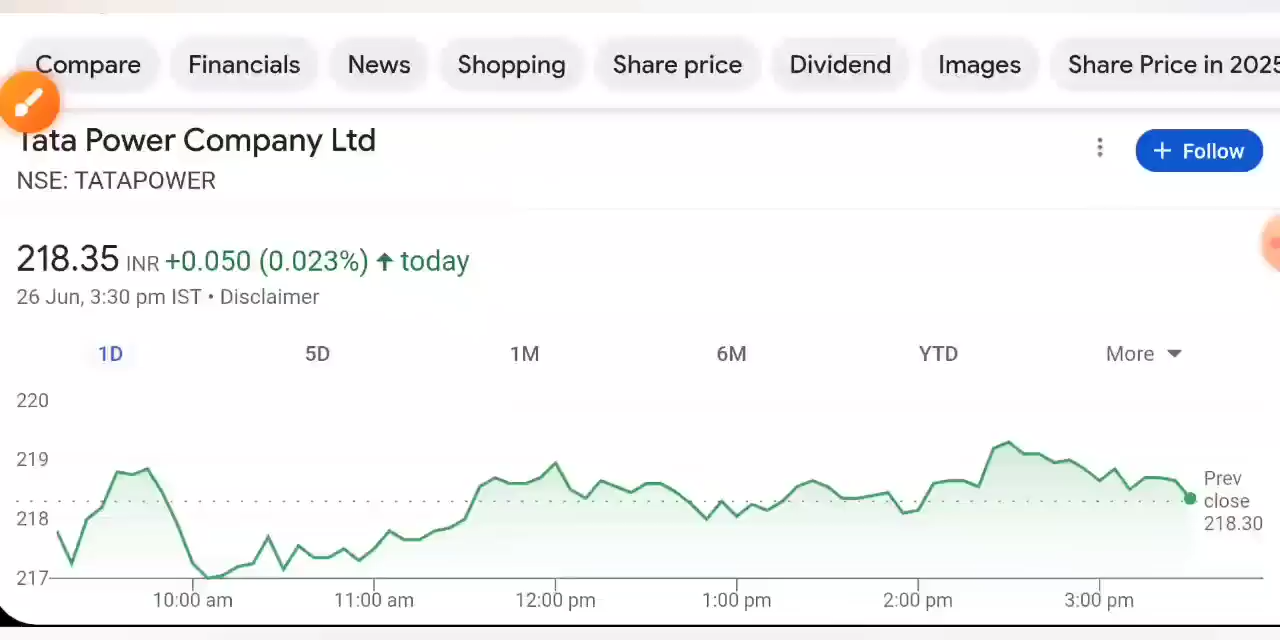 Compare Financials News Shopping Share price Dividend Images Share Price in 2025
Tata Power Company Ltd
+ Follow
NSE: TATAPOWER
218.35 INR +0.050 (0.023%) ↑ today
26 Jun, 3:30 pm IST • Disclaimer
1D 5D 1M 6M YTD More
220
219
218
217
Prev
close
218.30
10:00 am 11:00 am 12:00 pm 1:00 pm 2:00 pm 3:00 pm